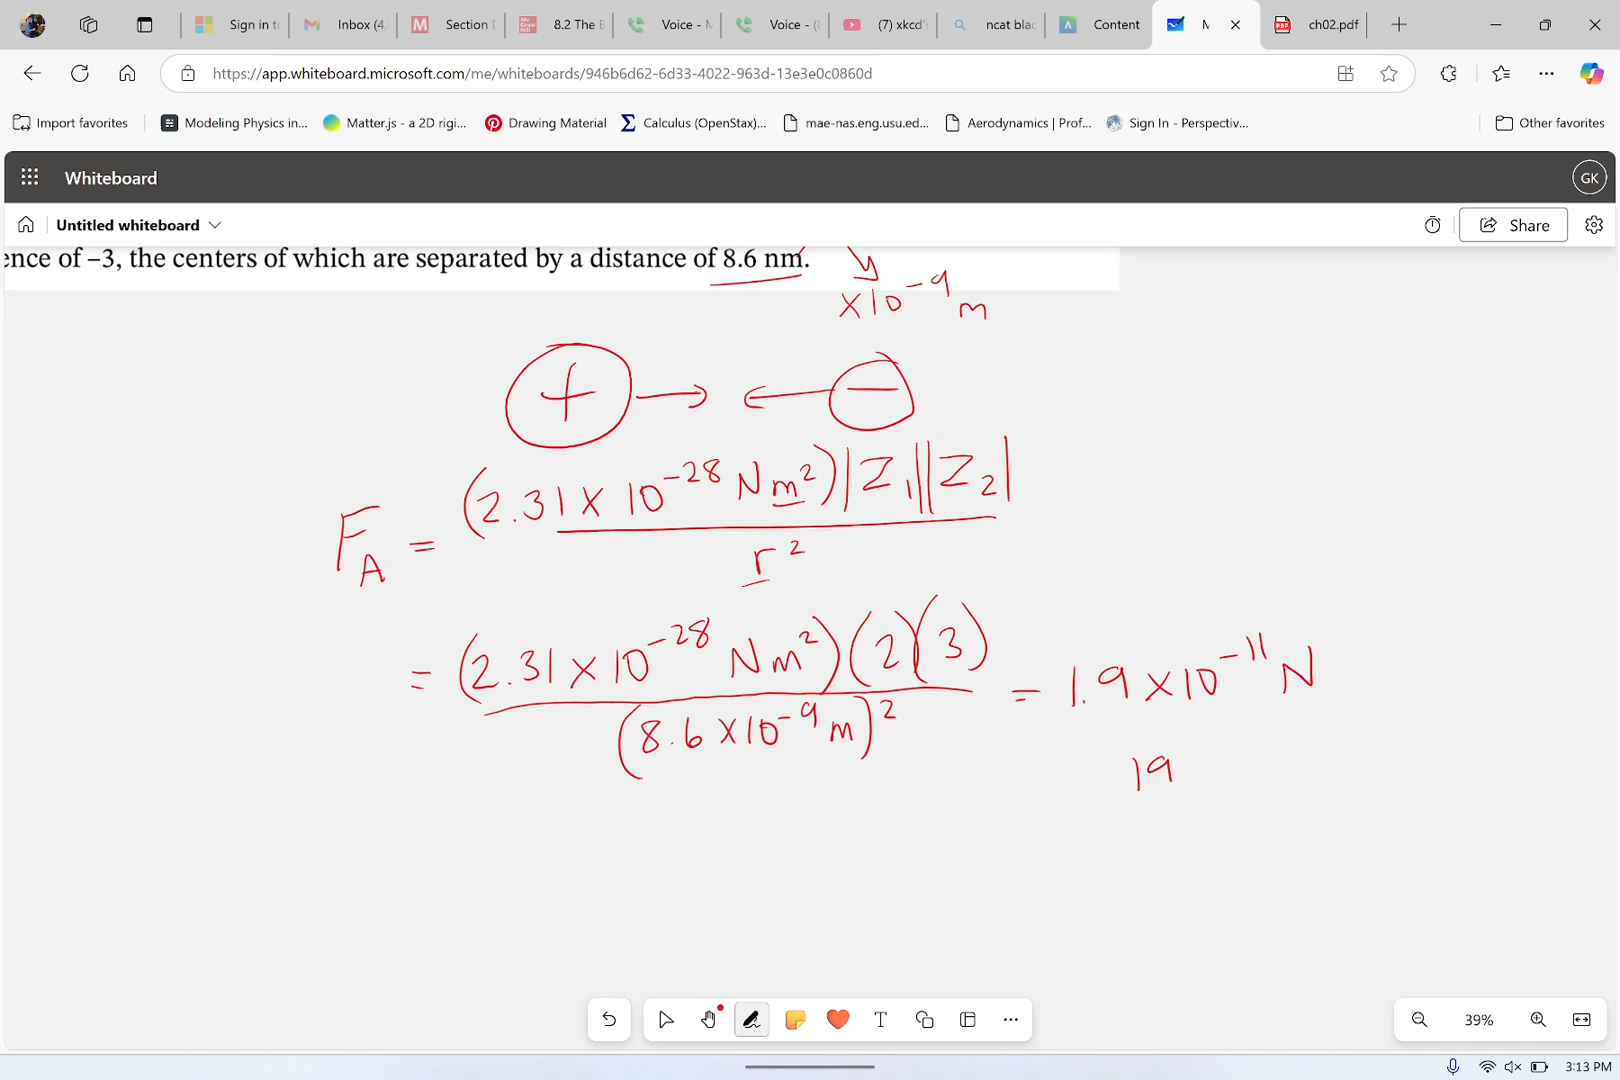 Sign in to
Inbox (4,
Section D
8.2 The B
Voice - M
Voice - (
(7) xkcd's
ncat blac
Content
M
ch02.pdf
https://app.whiteboard.microsoft.com/me/whiteboards/946b6d62-6d33-4022-963d-13e3e0c0860d
Import favorites
Modeling Physics in...
Matter.js - a 2D rigi...
Drawing Material
Calculus (OpenStax)...
mae-nas.eng.usu.ed...
Aerodynamics | Prof...
Sign In - Perspectiv...
Other favorites
Whiteboard
GK
Untitled whiteboard
Share
ence of –3, the centers of which are separated by a distance of 8.6 nm.
×10⁻⁹ m
+ → ← −
F_A = (2.31 × 10⁻²⁸ N m²) |Z₁||Z₂|
r²
= (2.31 × 10⁻²⁸ N m²)(2)(3) = 1.9 × 10⁻¹¹ N
(8.6 × 10⁻⁹ m)²
19
39%
3:13 PM